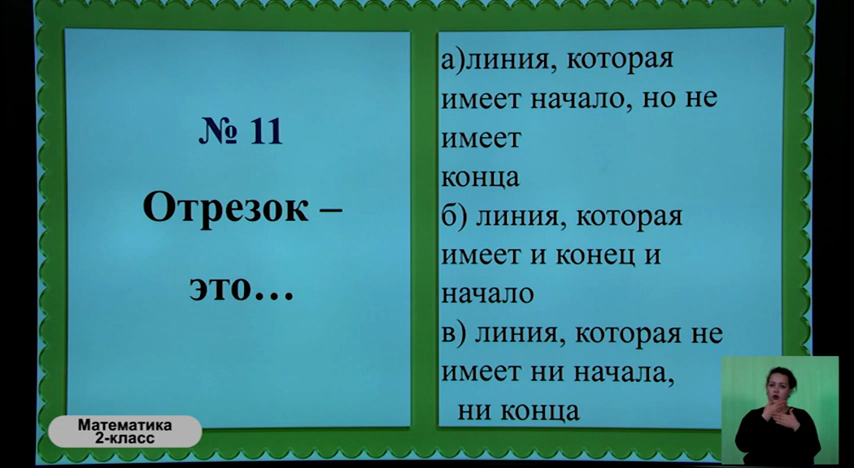 № 11
Отрезок –
это…
а)линия, которая
имеет начало, но не
имеет
конца
б) линия, которая
имеет и конец и
начало
в) линия, которая не
имеет ни начала,
ни конца
Математика
2-класс